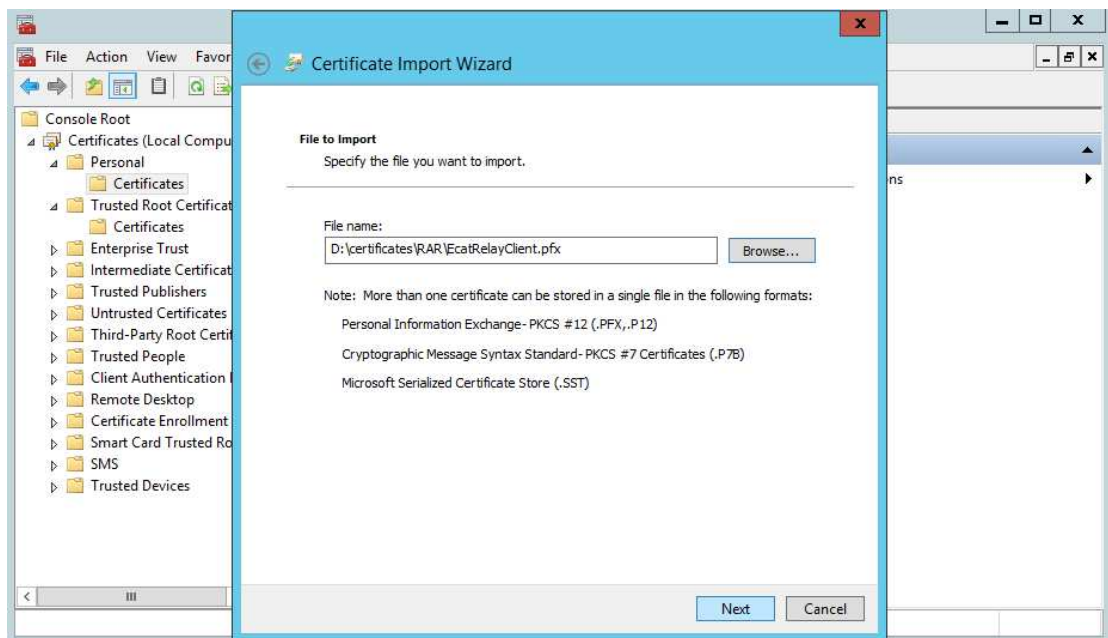 File Action View Favor
Console Root
Certificates (Local Compu
Personal
Certificates
Trusted Root Certificat
Certificates
Enterprise Trust
Intermediate Certificat
Trusted Publishers
Untrusted Certificates
Third-Party Root Certif
Trusted People
Client Authentication I
Remote Desktop
Certificate Enrollment
Smart Card Trusted Ro
SMS
Trusted Devices
Certificate Import Wizard
File to Import
Specify the file you want to import.
File name:
D:\certificates\RAR\EcatRelayClient.pfx
Browse...
Note: More than one certificate can be stored in a single file in the following formats:
Personal Information Exchange- PKCS #12 (.PFX,.P12)
Cryptographic Message Syntax Standard- PKCS #7 Certificates (.P7B)
Microsoft Serialized Certificate Store (.SST)
Next Cancel
ns